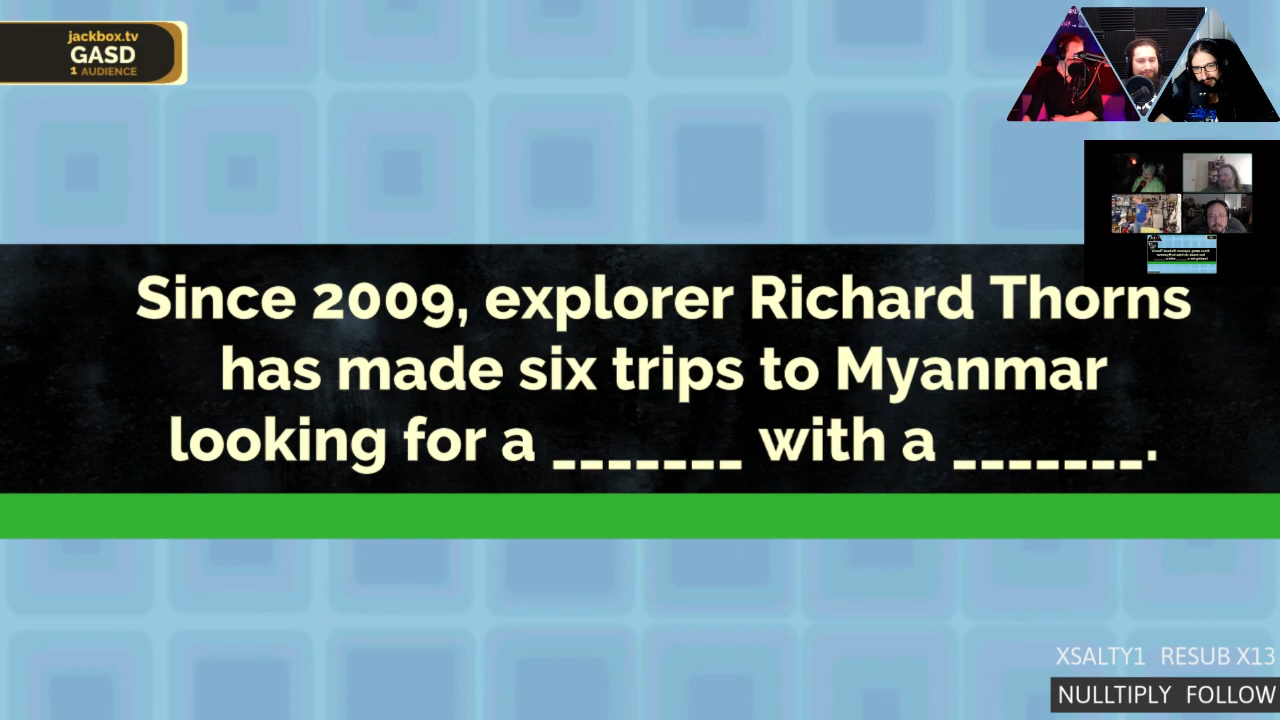 jackbox.tv
GASD
1 AUDIENCE
Since 2009, explorer Richard Thorns
has made six trips to Myanmar
looking for a _______ with a _______.
XSALTY1 RESUB X13
NULLTIPLY FOLLOW